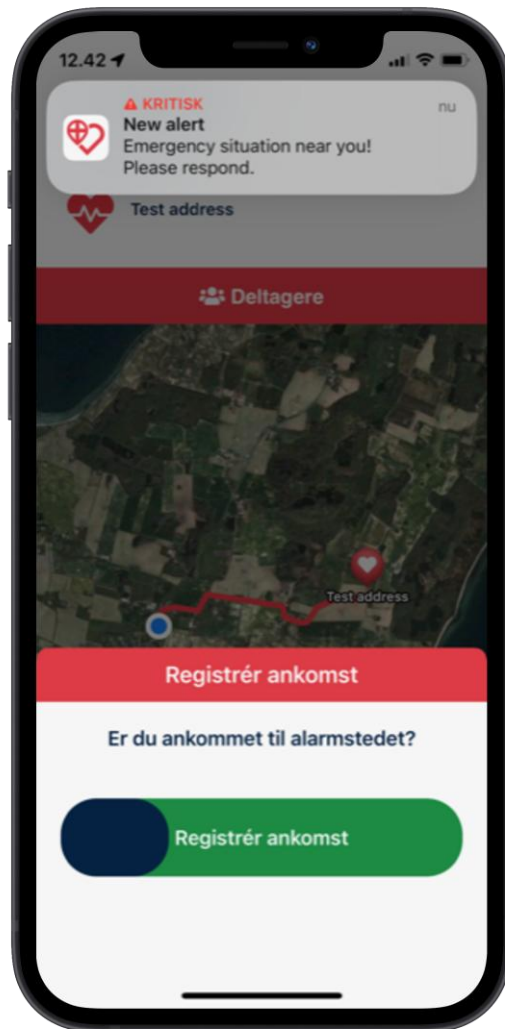 12.42
KRITISK
nu
New alert
Emergency situation near you!
Please respond.
Test address
Deltagere
Test address
Registrér ankomst
Er du ankommet til alarmstedet?
Registrér ankomst